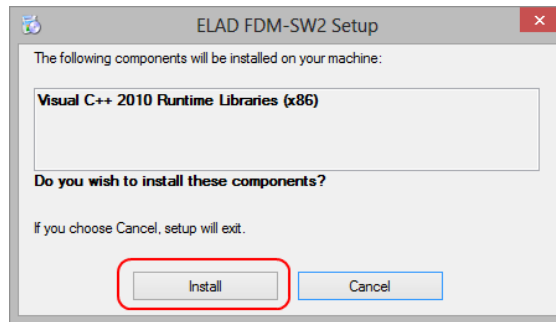 ELAD FDM-SW2 Setup
The following components will be installed on your machine:
Visual C++ 2010 Runtime Libraries (x86)
Do you wish to install these components?
If you choose Cancel, setup will exit.
Install
Cancel